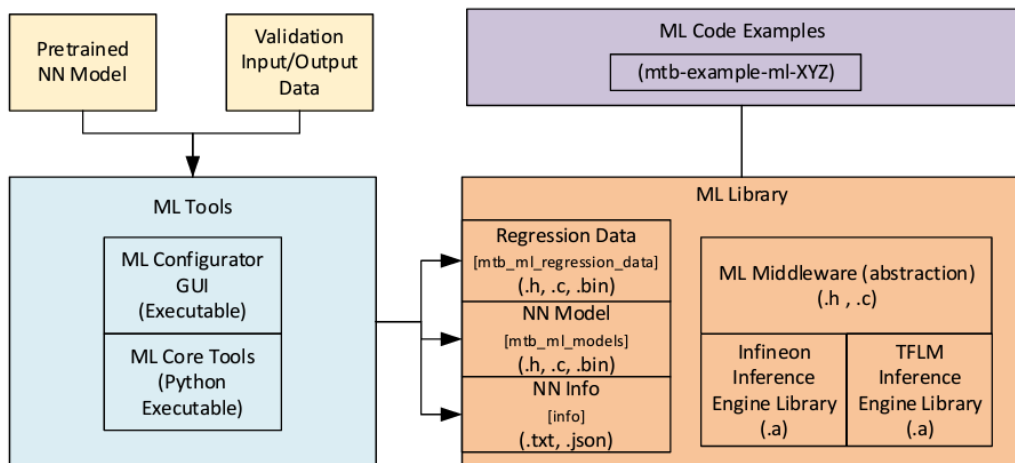 Pretrained
NN Model
Validation
Input/Output
Data
ML Code Examples
(mtb-example-ml-XYZ)
ML Tools
ML Configurator
GUI
(Executable)
ML Core Tools
(Python
Executable)
ML Library
Regression Data
[mtb_ml_regression_data]
(.h, .c, .bin)
NN Model
[mtb_ml_models]
(.h, .c, .bin)
NN Info
[info]
(.txt, .json)
ML Middleware (abstraction)
(.h , .c)
Infineon
Inference
Engine Library
(.a)
TFLM
Inference
Engine Library
(.a)